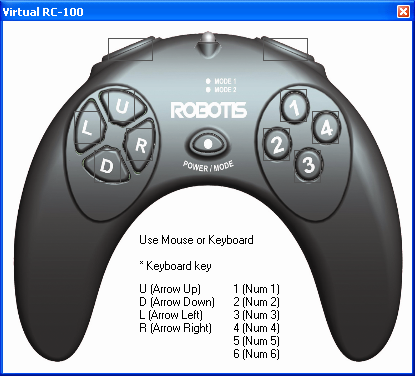 Virtual RC-100
MODE 1
MODE 2
ROBOTIS
U
L
R
D
1
4
2
3
POWER / MODE
Use Mouse or Keyboard
* Keyboard key
U (Arrow Up) 1 (Num 1)
D (Arrow Down) 2 (Num 2)
L (Arrow Left) 3 (Num 3)
R (Arrow Right) 4 (Num 4)
5 (Num 5)
6 (Num 6)